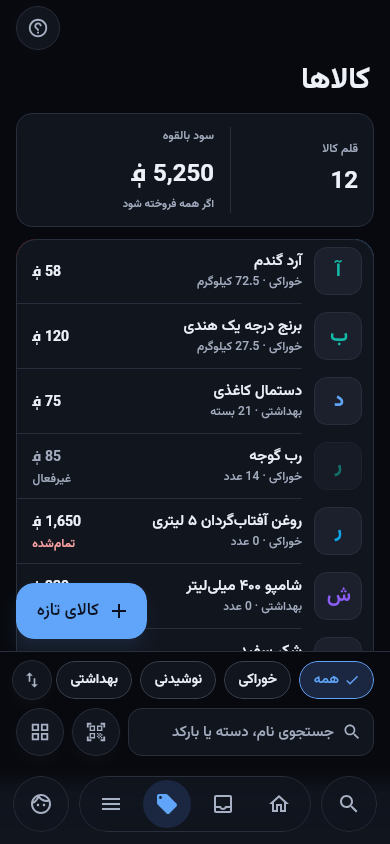 کالاها
قلم کالا
12
سود بالقوه
5,250 ؋
اگر همه فروخته شود
آ
آرد گندم
خوراکی · 72.5 کیلوگرم
58 ؋
ب
برنج درجه یک هندی
خوراکی · 27.5 کیلوگرم
120 ؋
د
دستمال کاغذی
بهداشتی · 21 بسته
75 ؋
ر
رب گوجه
خوراکی · 14 عدد
85 ؋
غیرفعال
ر
روغن آفتاب‌گردان ۵ لیتری
خوراکی · 0 عدد
1,650 ؋
تمام‌شده
ش
شامپو ۴۰۰ میلی‌لیتر
بهداشتی · 0 عدد
کالای تازه
همه
خوراکی
نوشیدنی
بهداشتی
جستجوی نام، دسته یا بارکد